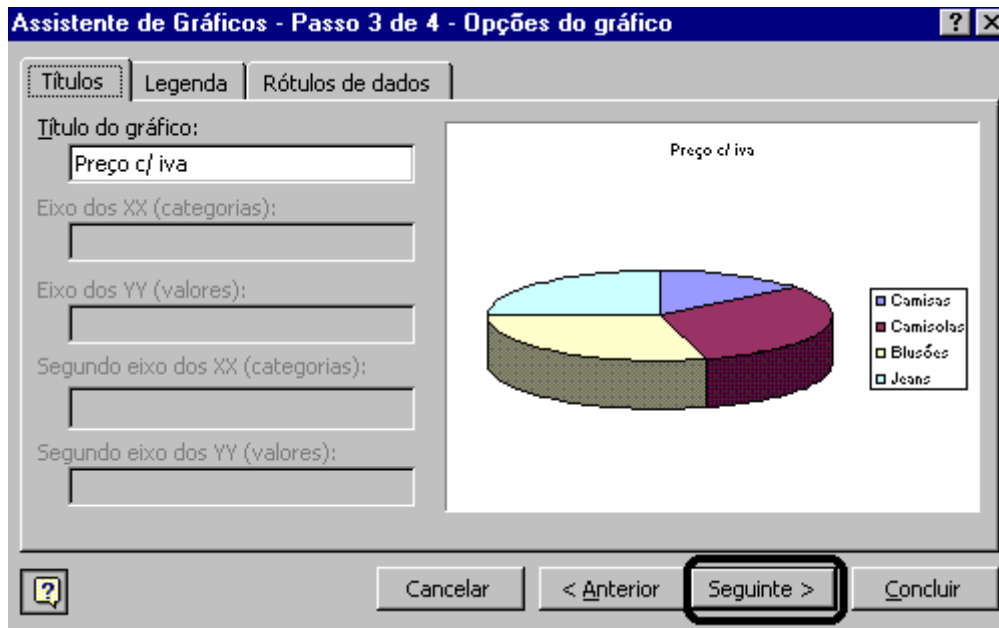 Assistente de Gráficos - Passo 3 de 4 - Opções do gráfico
Títulos
Legenda
Rótulos de dados
Título do gráfico:
Preço c/ iva
Eixo dos XX (categorias):
Eixo dos YY (valores):
Segundo eixo dos XX (categorias):
Segundo eixo dos YY (valores):
Preço c/ iva
Camisas
Camisolas
Blusões
Jeans
Cancelar
< Anterior
Seguinte >
Concluir